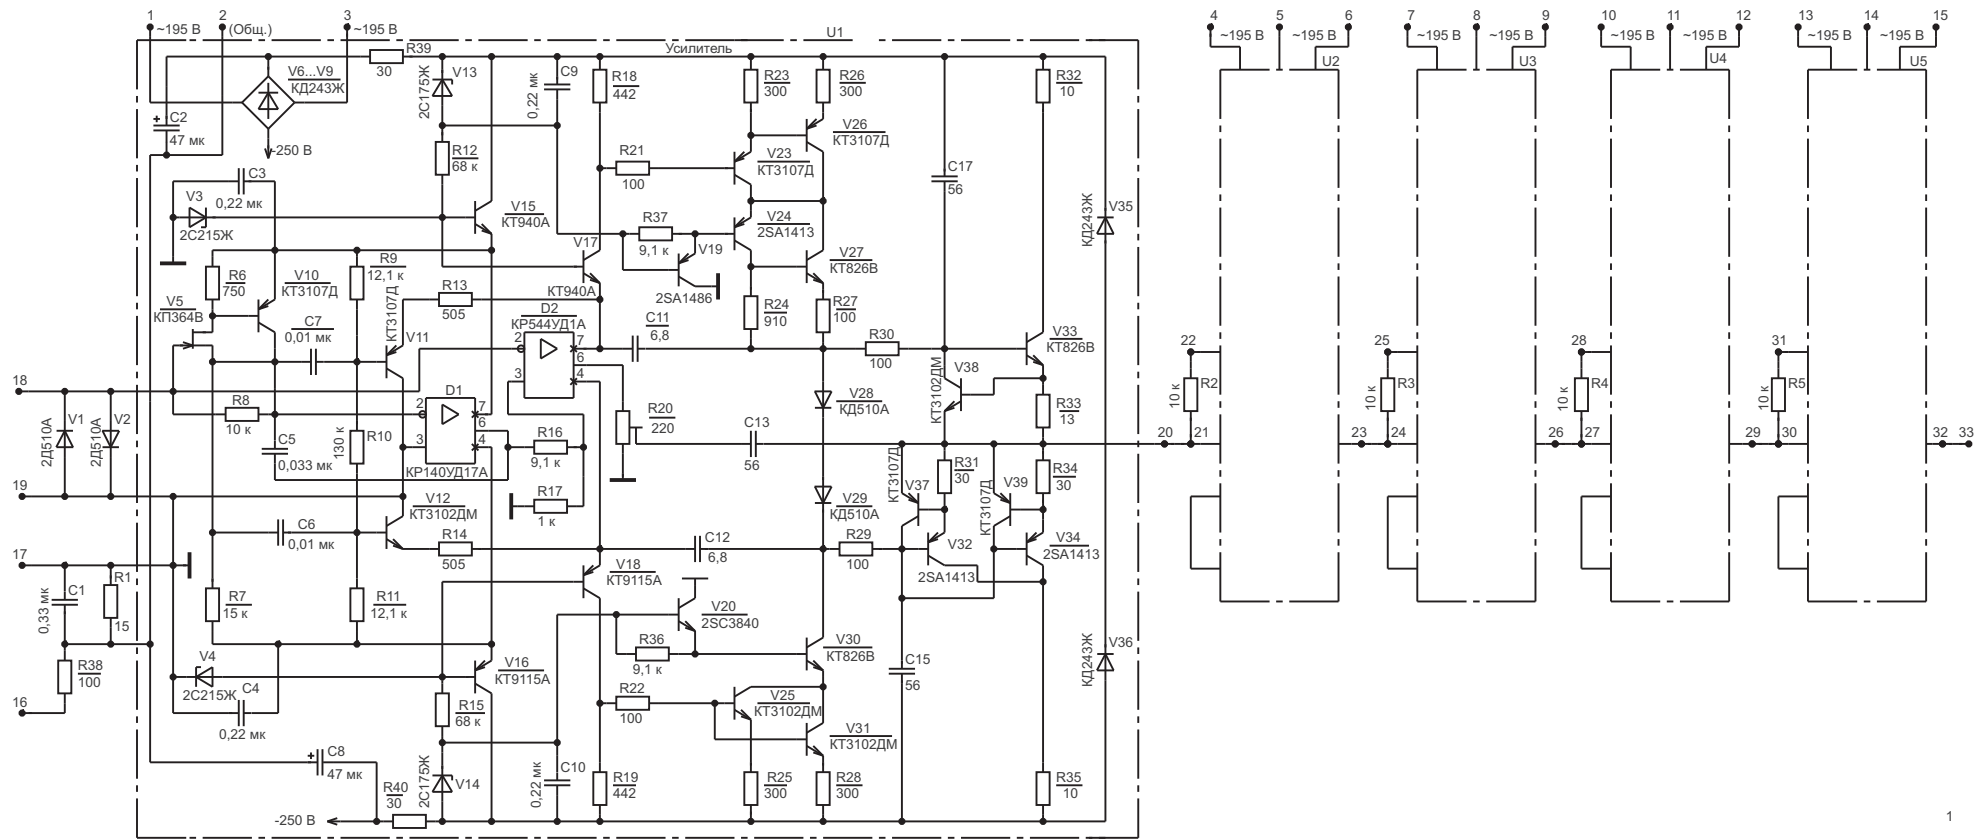 1
2
3
4
5
6
7
8
9
10
11
12
13
14
15
~195 В
(Общ.)
~195 В
~195 В
~195 В
~195 В
~195 В
~195 В
~195 В
~195 В
~195 В
U1
Усилитель
U2
U3
U4
U5
R39
30
V6...V9
КД243Ж
C2
+
47 мк
-250 В
V13
2С175Ж
C9
0,22 мк
R18
442
R23
300
R26
300
R32
10
R12
68 к
R21
100
V23
КТ3107Д
V26
КТ3107Д
C17
56
C3
0,22 мк
V3
2С215Ж
V15
КТ940А
R37
9,1 к
V24
2SA1413
V35
КД243Ж
V17
КТ940А
V19
2SA1486
V27
КТ826В
R6
750
V10
КТ3107Д
R9
12,1 к
R13
505
V5
КП364В
C7
0,01 мк
КТ3107Д
V11
D2
КР544УД1А
2
7
6
3
4
C11
6,8
R24
910
R27
100
R30
100
V33
КТ826В
КТ3102ДМ
V38
18
V1
2Д510А
V2
2Д510А
R8
10 к
D1
2
7
6
3
4
КР140УД17А
R20
220
V28
КД510А
R33
13
C5
0,033 мк
130 к
R10
R16
9,1 к
C13
56
R17
1 к
19
V12
КТ3102ДМ
V29
КД510А
КТ3107Д
V37
R31
30
КТ3107Д
V39
R34
30
C6
0,01 мк
R14
505
C12
6,8
R29
100
V32
2SA1413
V34
2SA1413
17
C1
0,33 мк
R1
15
R7
15 к
R11
12,1 к
V18
КТ9115А
V20
2SC3840
R36
9,1 к
V30
КТ826В
C15
56
V36
КД243Ж
R38
100
16
V4
2С215Ж
C4
0,22 мк
V16
КТ9115А
R15
68 к
R22
100
V25
КТ3102ДМ
V31
КТ3102ДМ
+
C8
47 мк
R40
30
-250 В
2С175Ж
V14
0,22 мк
C10
R19
442
R25
300
R28
300
R35
10
22
R2
10 к
20
21
25
R3
10 к
23
24
28
R4
10 к
26
27
31
R5
10 к
29
30
32
33
1